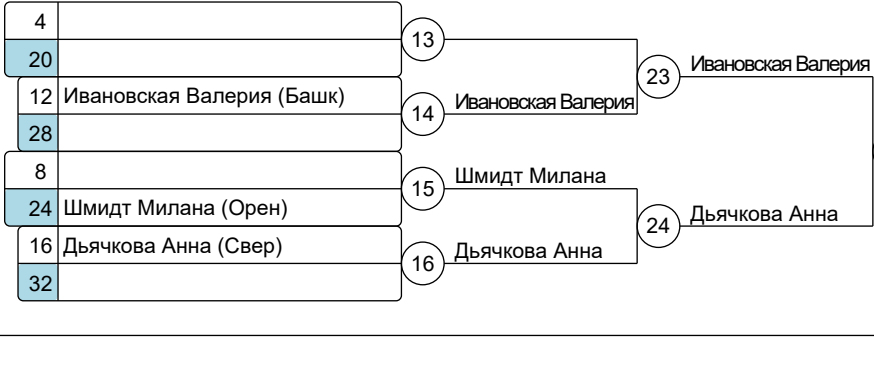 4
13
20
23
Ивановская Валерия
12 Ивановская Валерия (Башк)
14
Ивановская Валерия
28
8
15
Шмидт Милана
24 Шмидт Милана (Орен)
24
Дьячкова Анна
16 Дьячкова Анна (Свер)
16
Дьячкова Анна
32